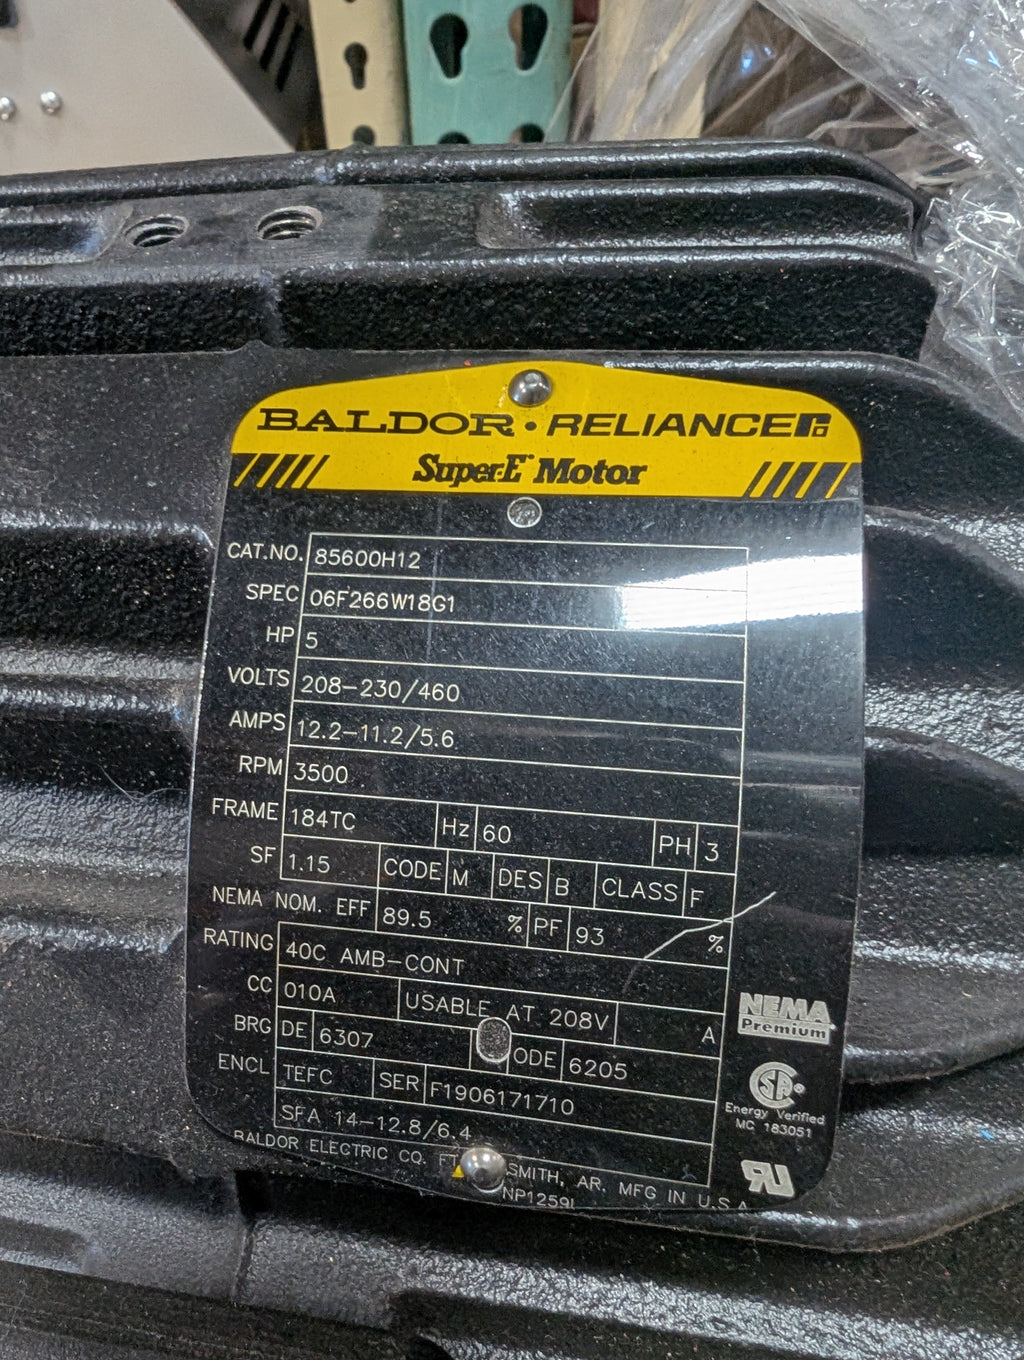 BALDOR • RELIANCE
Super-E Motor
CAT.NO. 85600H12
SPEC 06F266W18G1
HP 5
VOLTS 208-230/460
AMPS 12.2-11.2/5.6
RPM 3500
FRAME 184TC Hz 60 PH 3
SF 1.15 CODE M DES B CLASS F
NEMA NOM. EFF 89.5 % PF 93 %
RATING 40C AMB-CONT
CC 010A USABLE AT 208V A
BRG DE 6307 ODE 6205
ENCL TEFC SER F1906171710
SFA 14-12.8/6.4
BALDOR ELECTRIC CO. SMITH, AR. MFG IN U.S.A.
NP1259L
NEMA
Premium
SP®
Energy Verified
MC 183051
RU